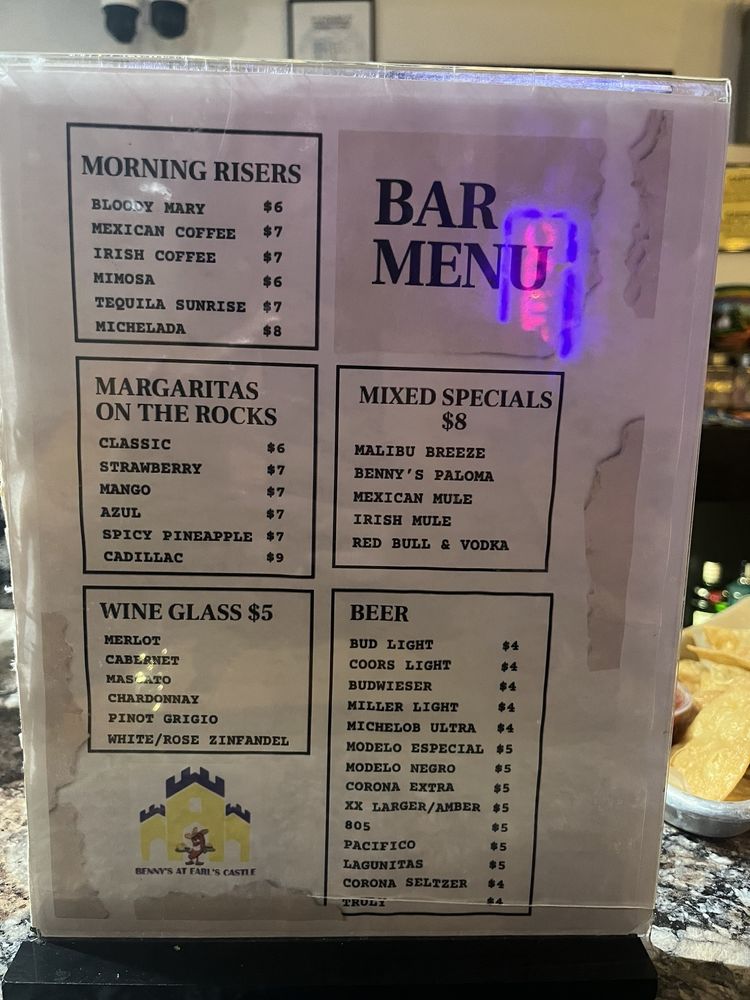 MORNING RISERS
BLOODY MARY $6
MEXICAN COFFEE $7
IRISH COFFEE $7
MIMOSA $6
TEQUILA SUNRISE $7
MICHELADA $8
BAR
MENU
MARGARITAS
ON THE ROCKS
CLASSIC $6
STRAWBERRY $7
MANGO $7
AZUL $7
SPICY PINEAPPLE $7
CADILLAC $9
MIXED SPECIALS
$8
MALIBU BREEZE
BENNY'S PALOMA
MEXICAN MULE
IRISH MULE
RED BULL & VODKA
WINE GLASS $5
MERLOT
CABERNET
MASCATO
CHARDONNAY
PINOT GRIGIO
WHITE/ROSE ZINFANDEL
BEER
BUD LIGHT $4
COORS LIGHT $4
BUDWIESER $4
MILLER LIGHT $4
MICHELOB ULTRA $4
MODELO ESPECIAL $5
MODELO NEGRO $5
CORONA EXTRA $5
XX LARGER/AMBER $5
805 $5
PACIFICO $5
LAGUNITAS $5
CORONA SELTZER $4
TRULY $4
BENNY'S AT EARL'S CASTLE